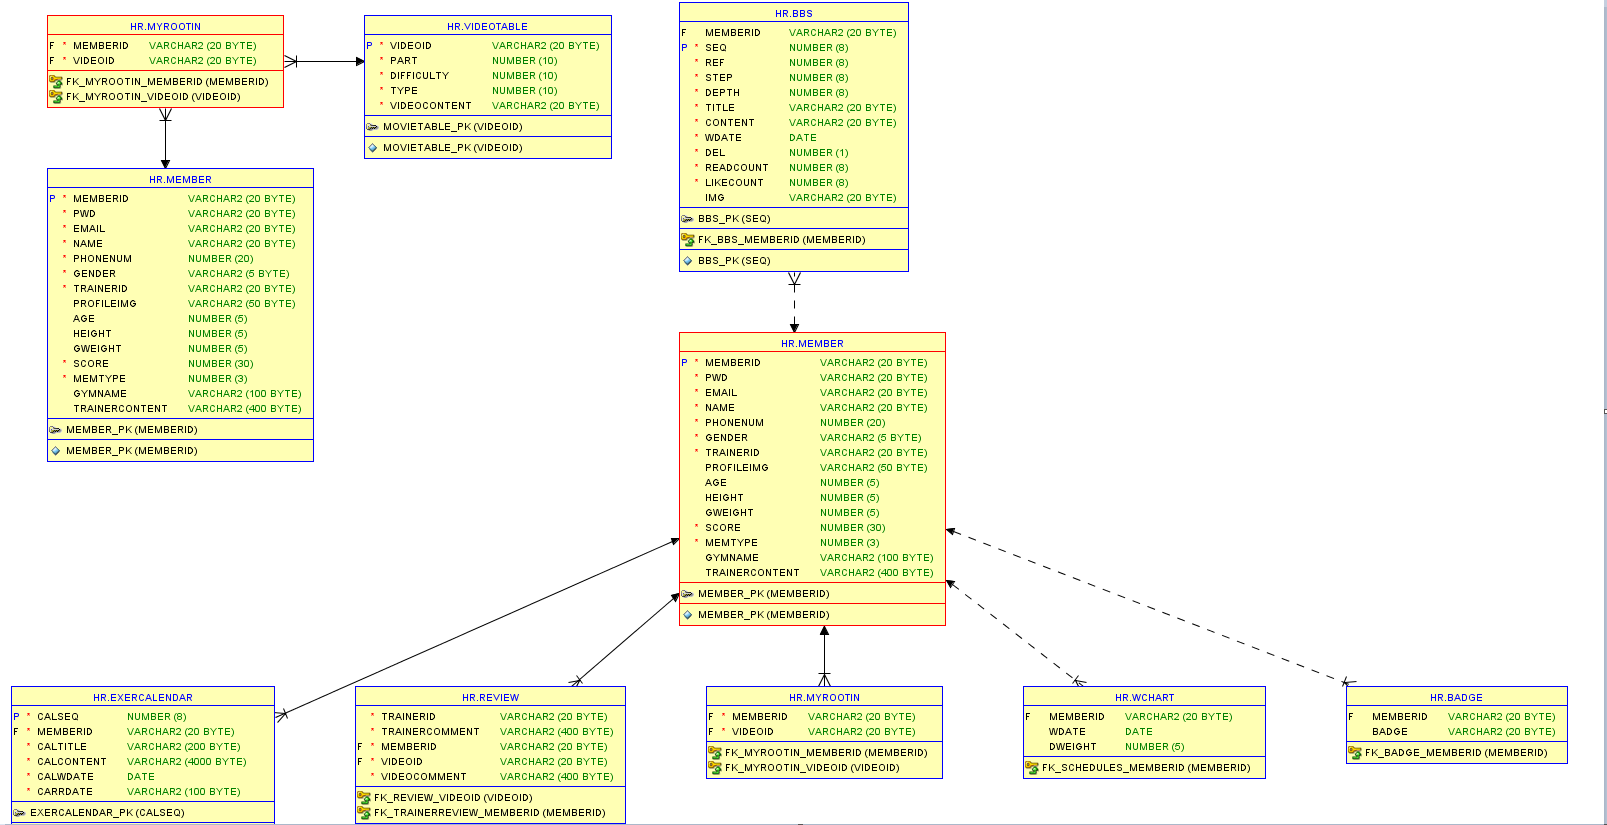 HR.MYROOTIN
F * MEMBERID VARCHAR2 (20 BYTE)
F * VIDEOID VARCHAR2 (20 BYTE)
FK_MYROOTIN_MEMBERID (MEMBERID)
FK_MYROOTIN_VIDEOID (VIDEOID)
HR.VIDEOTABLE
P * VIDEOID VARCHAR2 (20 BYTE)
* PART NUMBER (10)
* DIFFICULTY NUMBER (10)
* TYPE NUMBER (10)
* VIDEOCONTENT VARCHAR2 (20 BYTE)
MOVIETABLE_PK (VIDEOID)
MOVIETABLE_PK (VIDEOID)
HR.BBS
F MEMBERID VARCHAR2 (20 BYTE)
P * SEQ NUMBER (8)
* REF NUMBER (8)
* STEP NUMBER (8)
* DEPTH NUMBER (8)
* TITLE VARCHAR2 (20 BYTE)
* CONTENT VARCHAR2 (20 BYTE)
* WDATE DATE
* DEL NUMBER (1)
* READCOUNT NUMBER (8)
* LIKECOUNT NUMBER (8)
IMG VARCHAR2 (20 BYTE)
BBS_PK (SEQ)
FK_BBS_MEMBERID (MEMBERID)
BBS_PK (SEQ)
HR.MEMBER
P * MEMBERID VARCHAR2 (20 BYTE)
* PWD VARCHAR2 (20 BYTE)
* EMAIL VARCHAR2 (20 BYTE)
* NAME VARCHAR2 (20 BYTE)
* PHONENUM NUMBER (20)
* GENDER VARCHAR2 (5 BYTE)
* TRAINERID VARCHAR2 (20 BYTE)
PROFILEIMG VARCHAR2 (50 BYTE)
AGE NUMBER (5)
HEIGHT NUMBER (5)
GWEIGHT NUMBER (5)
* SCORE NUMBER (30)
* MEMTYPE NUMBER (3)
GYMNAME VARCHAR2 (100 BYTE)
TRAINERCONTENT VARCHAR2 (400 BYTE)
MEMBER_PK (MEMBERID)
MEMBER_PK (MEMBERID)
HR.MEMBER
P * MEMBERID VARCHAR2 (20 BYTE)
* PWD VARCHAR2 (20 BYTE)
* EMAIL VARCHAR2 (20 BYTE)
* NAME VARCHAR2 (20 BYTE)
* PHONENUM NUMBER (20)
* GENDER VARCHAR2 (5 BYTE)
* TRAINERID VARCHAR2 (20 BYTE)
PROFILEIMG VARCHAR2 (50 BYTE)
AGE NUMBER (5)
HEIGHT NUMBER (5)
GWEIGHT NUMBER (5)
* SCORE NUMBER (30)
* MEMTYPE NUMBER (3)
GYMNAME VARCHAR2 (100 BYTE)
TRAINERCONTENT VARCHAR2 (400 BYTE)
MEMBER_PK (MEMBERID)
MEMBER_PK (MEMBERID)
HR.EXERCALENDAR
P * CALSEQ NUMBER (8)
F * MEMBERID VARCHAR2 (20 BYTE)
* CALTITLE VARCHAR2 (200 BYTE)
* CALCONTENT VARCHAR2 (4000 BYTE)
* CALWDATE DATE
* CARRDATE VARCHAR2 (100 BYTE)
EXERCALENDAR_PK (CALSEQ)
HR.REVIEW
* TRAINERID VARCHAR2 (20 BYTE)
* TRAINERCOMMENT VARCHAR2 (400 BYTE)
F * MEMBERID VARCHAR2 (20 BYTE)
F * VIDEOID VARCHAR2 (20 BYTE)
* VIDEOCOMMENT VARCHAR2 (400 BYTE)
FK_REVIEW_VIDEOID (VIDEOID)
FK_TRAINERREVIEW_MEMBERID (MEMBERID)
HR.MYROOTIN
F * MEMBERID VARCHAR2 (20 BYTE)
F * VIDEOID VARCHAR2 (20 BYTE)
FK_MYROOTIN_MEMBERID (MEMBERID)
FK_MYROOTIN_VIDEOID (VIDEOID)
HR.WCHART
F MEMBERID VARCHAR2 (20 BYTE)
WDATE DATE
DWEIGHT NUMBER (5)
FK_SCHEDULES_MEMBERID (MEMBERID)
HR.BADGE
F MEMBERID VARCHAR2 (20 BYTE)
BADGE VARCHAR2 (20 BYTE)
FK_BADGE_MEMBERID (MEMBERID)